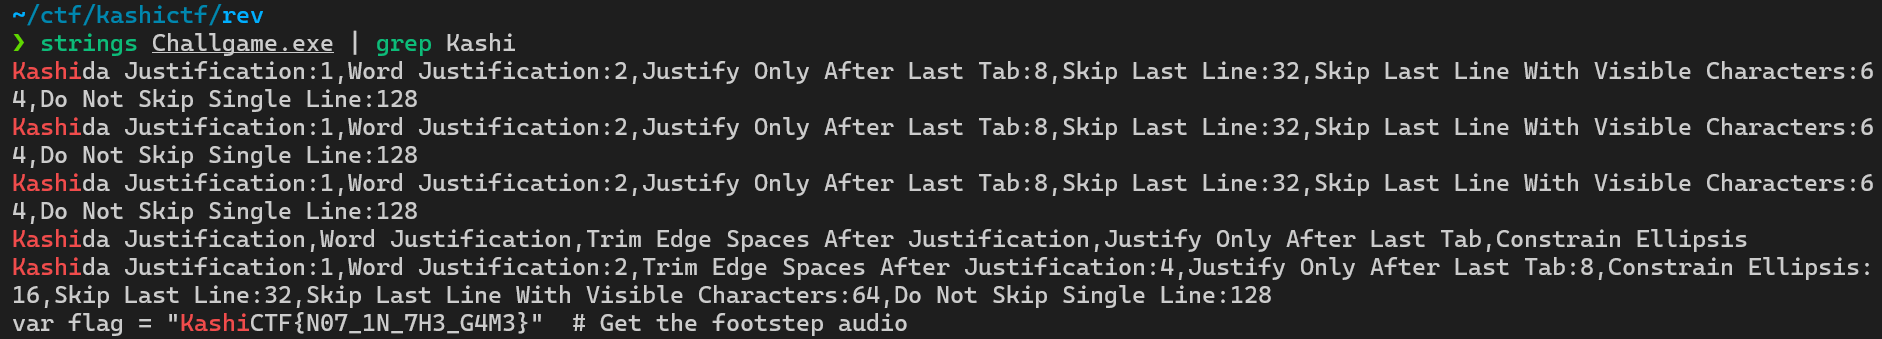 ~/ctf/kashictf/rev
❯ strings Challgame.exe | grep Kashi
Kashida Justification:1,Word Justification:2,Justify Only After Last Tab:8,Skip Last Line:32,Skip Last Line With Visible Characters:6
4,Do Not Skip Single Line:128
Kashida Justification:1,Word Justification:2,Justify Only After Last Tab:8,Skip Last Line:32,Skip Last Line With Visible Characters:6
4,Do Not Skip Single Line:128
Kashida Justification:1,Word Justification:2,Justify Only After Last Tab:8,Skip Last Line:32,Skip Last Line With Visible Characters:6
4,Do Not Skip Single Line:128
Kashida Justification,Word Justification,Trim Edge Spaces After Justification,Justify Only After Last Tab,Constrain Ellipsis
Kashida Justification:1,Word Justification:2,Trim Edge Spaces After Justification:4,Justify Only After Last Tab:8,Constrain Ellipsis:
16,Skip Last Line:32,Skip Last Line With Visible Characters:64,Do Not Skip Single Line:128
var flag = "KashiCTF{N07_1N_7H3_G4M3}"  # Get the footstep audio